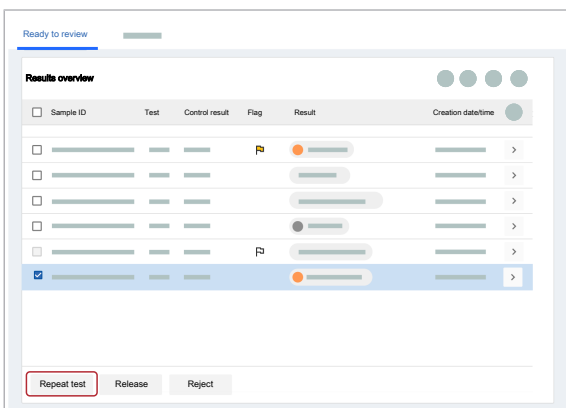 Ready to review
Results overview
Sample ID Test Control result Flag Result Creation date/time
Repeat test Release Reject